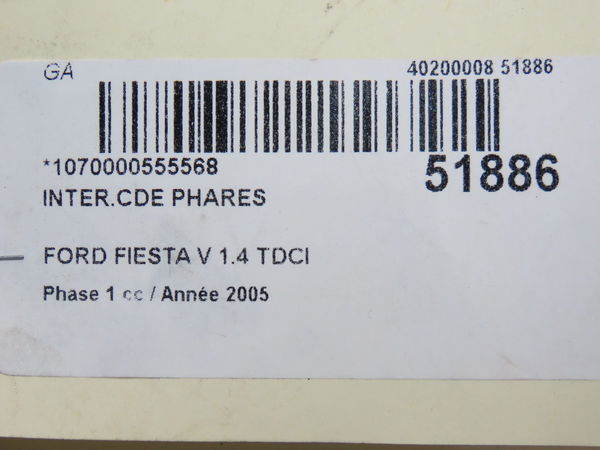 GA 40200008 51886
*1070000555568 51886
INTER.CDE PHARES
FORD FIESTA V 1.4 TDCI
Phase 1 cc / Année 2005